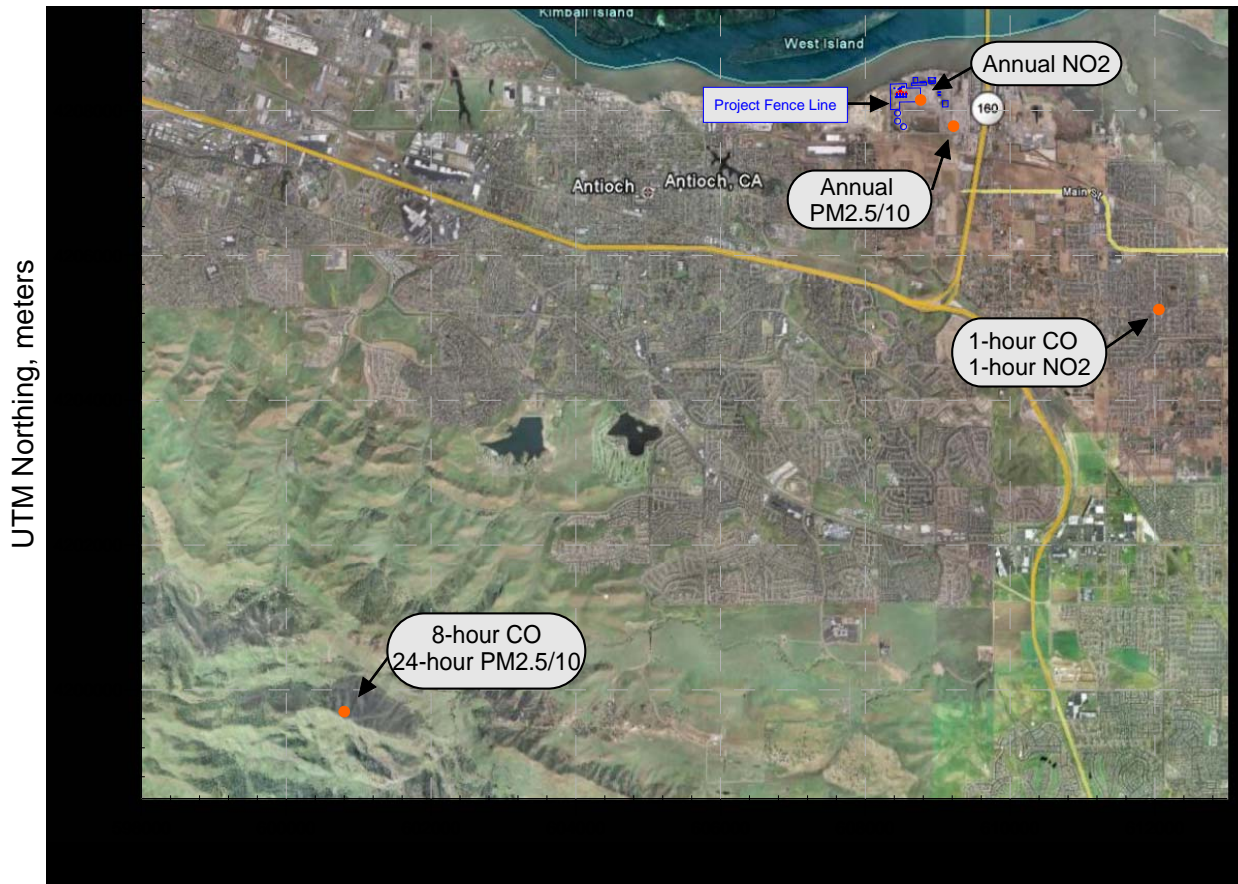 Kimball Island
West Island
Annual NO2
Project Fence Line
160
Antioch
Antioch, CA
Annual
PM2.5/10
Main St
1-hour CO
1-hour NO2
8-hour CO
24-hour PM2.5/10
UTM Northing, meters